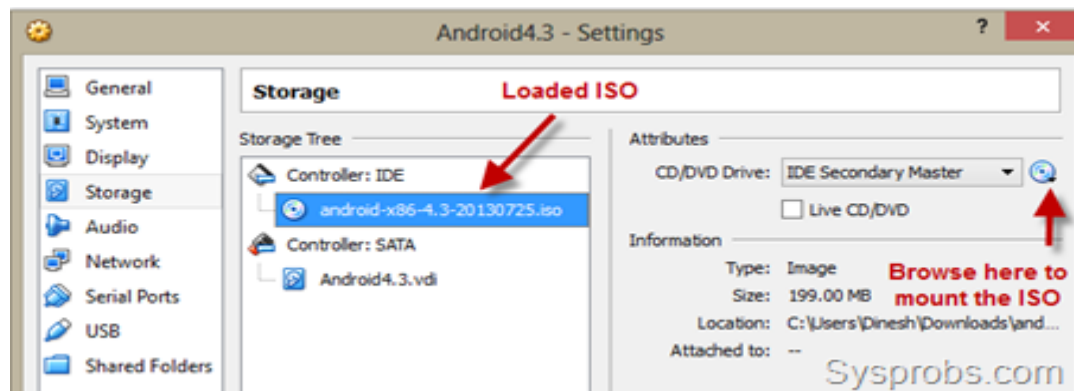 Android4.3 - Settings
?
×
General
System
Display
Storage
Audio
Network
Serial Ports
USB
Shared Folders
Storage
Loaded ISO
Storage Tree
Controller: IDE
android-x86-4.3-20130725.iso
Controller: SATA
Android4.3.vdi
Attributes
CD/DVD Drive: IDE Secondary Master
Live CD/DVD
Information
Type: Image
Size: 199.00 MB
Location: C:\Users\Dinesh\Downloads\and...
Attached to: --
Browse here to
mount the ISO
Sysprobs.com